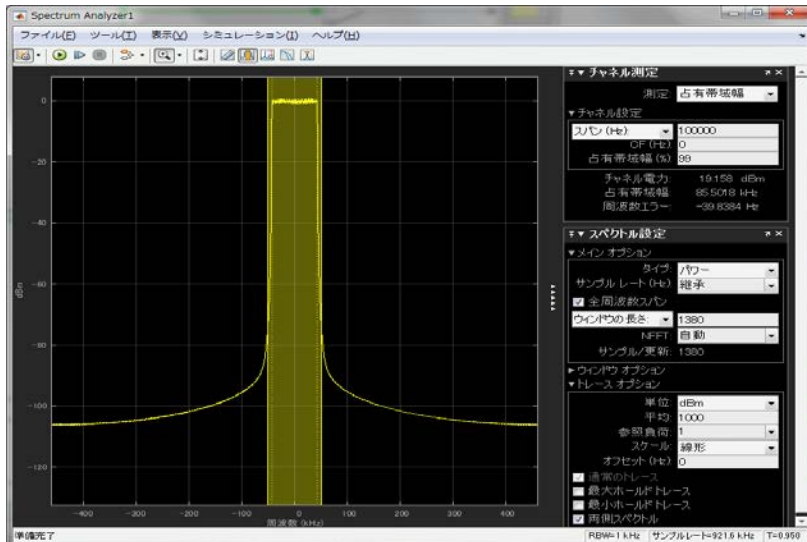 Spectrum Analyzer1
ファイル(F) ツール(T) 表示(V) シミュレーション(I) ヘルプ(H)
0
-20
-40
-60
-80
-100
-120
dBm
-400 -300 -200 -100 0 100 200 300 400
周波数 (kHz)
チャネル測定
測定: 占有帯域幅
チャネル設定
スパン (Hz) 100000
CF (Hz) 0
占有帯域幅 (%) 99
チャネル電力: 19.158 dBm
占有帯域幅: 85.5018 kHz
周波数エラー: -39.8384 Hz
スペクトル設定
メイン オプション
タイプ: パワー
サンプル レート (Hz): 継承
全周波数スパン
ウィンドウの長さ: 1380
NFFT: 自動
サンプル/更新: 1380
ウィンドウ オプション
トレース オプション
単位: dBm
平均: 1000
参照負荷: 1
スケール: 線形
オフセット (Hz): 0
通常のトレース
最大ホールドトレース
最小ホールドトレース
両側スペクトル
準備完了
RBW=1 kHz サンプルレート=921.6 kHz T=0.950